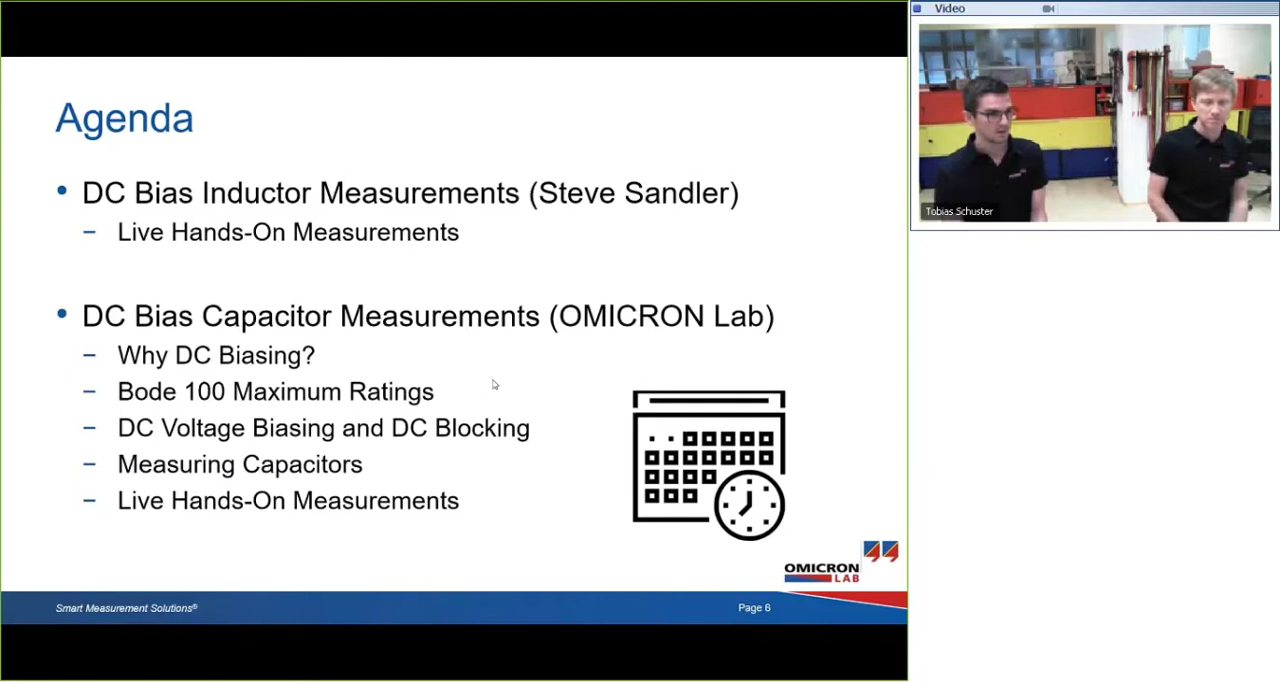 Agenda
• DC Bias Inductor Measurements (Steve Sandler)
– Live Hands-On Measurements
• DC Bias Capacitor Measurements (OMICRON Lab)
– Why DC Biasing?
– Bode 100 Maximum Ratings
– DC Voltage Biasing and DC Blocking
– Measuring Capacitors
– Live Hands-On Measurements
OMICRON
LAB
Smart Measurement Solutions®
Page 6
Video
Tobias Schuster